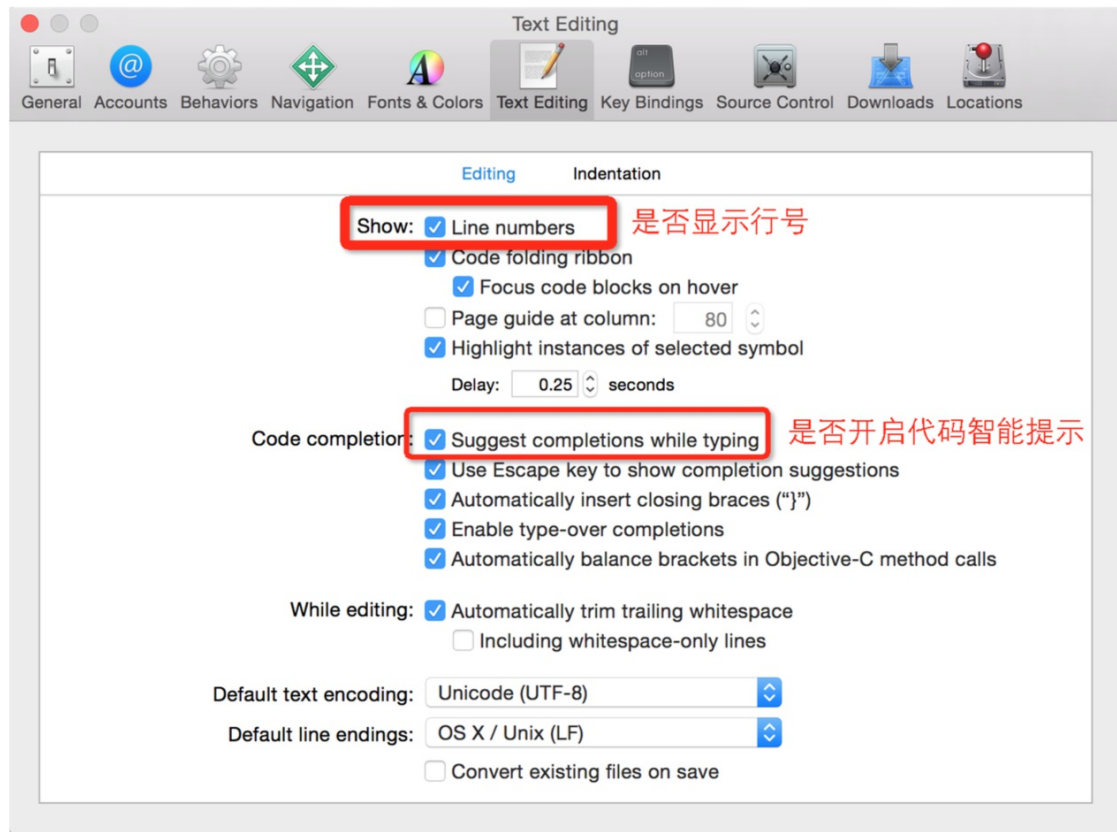 Text Editing
@
alt
option
General Accounts Behaviors Navigation Fonts & Colors Text Editing Key Bindings Source Control Downloads Locations
Editing Indentation
Show: Line numbers 是否显示行号
Code folding ribbon
Focus code blocks on hover
Page guide at column: 80
Highlight instances of selected symbol
Delay: 0.25 seconds
Code completion: Suggest completions while typing 是否开启代码智能提示
Use Escape key to show completion suggestions
Automatically insert closing braces (“}”)
Enable type-over completions
Automatically balance brackets in Objective-C method calls
While editing: Automatically trim trailing whitespace
Including whitespace-only lines
Default text encoding: Unicode (UTF-8)
Default line endings: OS X / Unix (LF)
Convert existing files on save